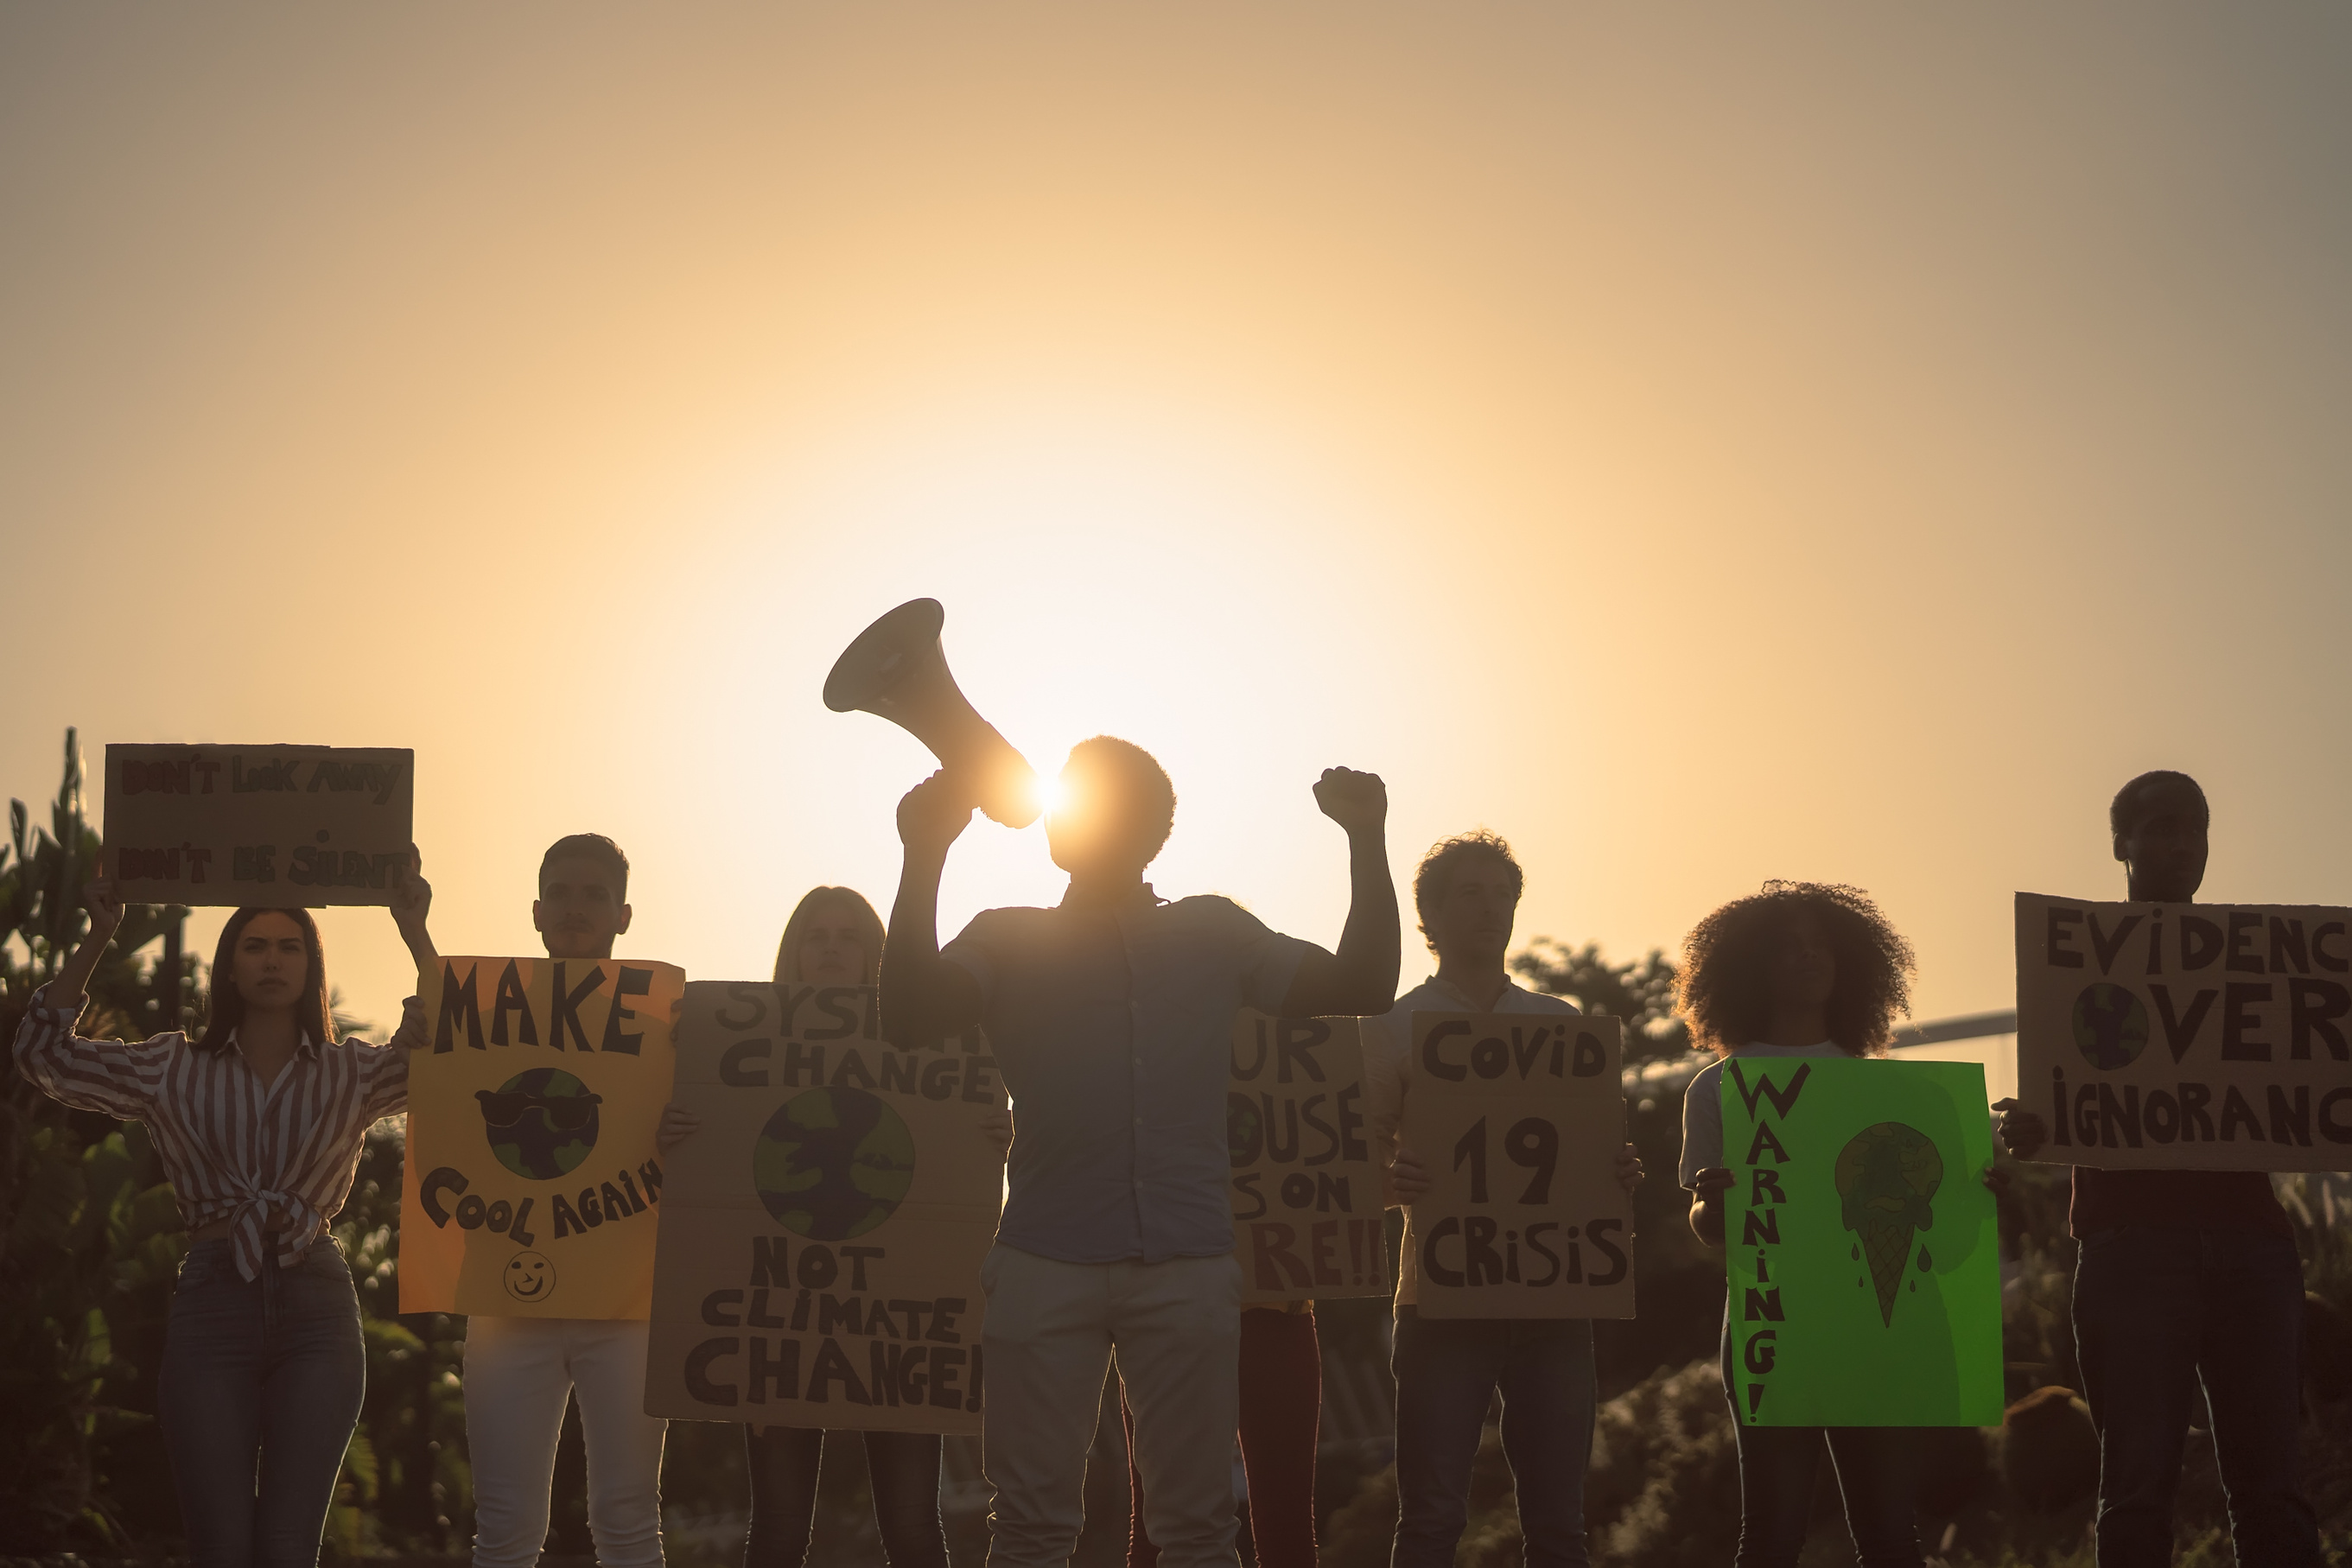 DON'T LOOK AWAY
DON'T BE SILENT
MAKE
COOL AGAIN
SYST
CHANGE
NOT
CLiMATE
CHANGE!
UR
OUSE
S ON
RE!!
COViD
19
CRiSiS
WARNiNG!
EViDENC
OVER
iGNORANC